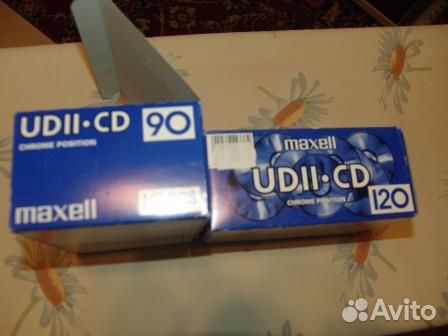 UDII•CD 90
CHROME POSITION
maxell
maxell
UDII•CD
CHROME POSITION 120
Avito